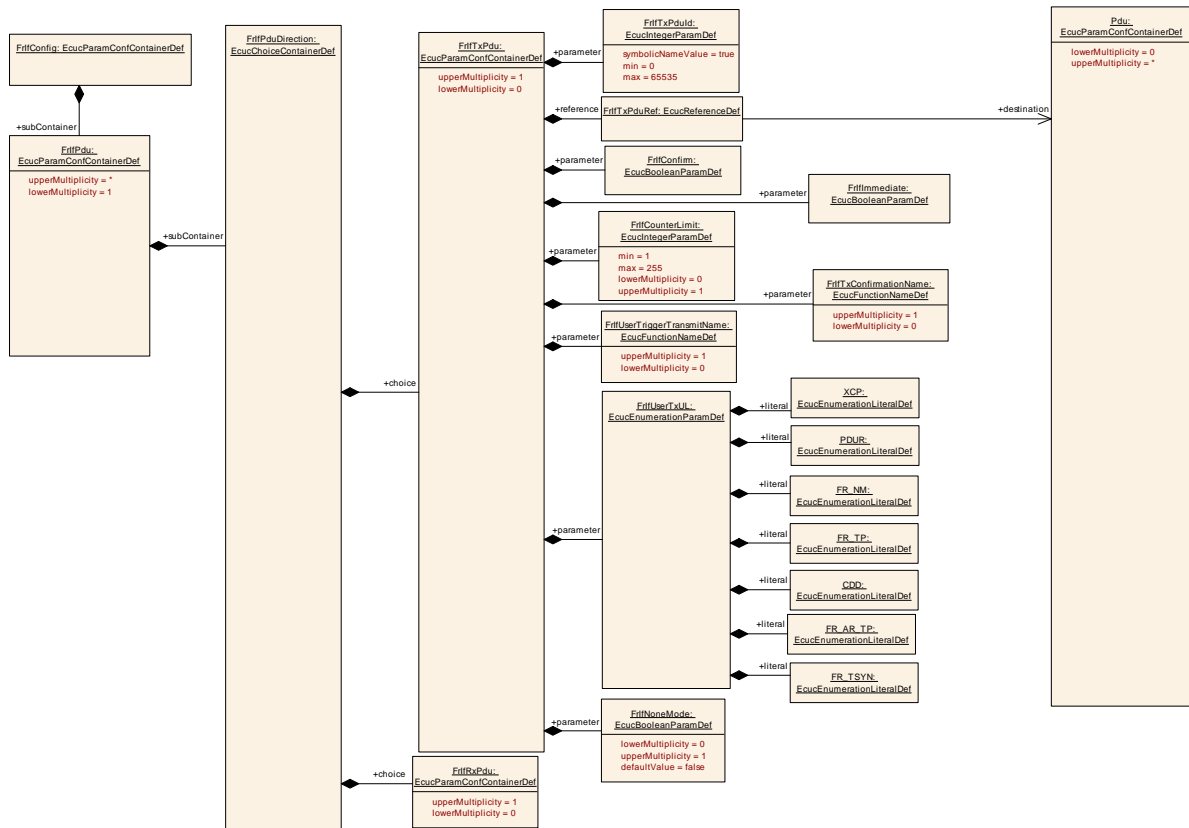 FrIfConfig: EcucParamConfContainerDef
+subContainer
FrIfPdu:
EcucParamConfContainerDef
upperMultiplicity = *
lowerMultiplicity = 1
+subContainer
FrIfPduDirection:
EcucChoiceContainerDef
+choice
FrIfTxPdu:
EcucParamConfContainerDef
upperMultiplicity = 1
lowerMultiplicity = 0
+parameter
FrIfTxPduId:
EcucIntegerParamDef
symbolicNameValue = true
min = 0
max = 65535
+reference
FrIfTxPduRef: EcucReferenceDef
+destination
Pdu:
EcucParamConfContainerDef
lowerMultiplicity = 0
upperMultiplicity = *
+parameter
FrIfConfirm:
EcucBooleanParamDef
+parameter
FrIfImmediate:
EcucBooleanParamDef
+parameter
FrIfCounterLimit:
EcucIntegerParamDef
min = 1
max = 255
lowerMultiplicity = 0
upperMultiplicity = 1
+parameter
FrIfTxConfirmationName:
EcucFunctionNameDef
upperMultiplicity = 1
lowerMultiplicity = 0
+parameter
FrIfUserTriggerTransmitName:
EcucFunctionNameDef
upperMultiplicity = 1
lowerMultiplicity = 0
+parameter
FrIfUserTxUL:
EcucEnumerationParamDef
+literal
XCP:
EcucEnumerationLiteralDef
+literal
PDUR:
EcucEnumerationLiteralDef
+literal
FR_NM:
EcucEnumerationLiteralDef
+literal
FR_TP:
EcucEnumerationLiteralDef
+literal
CDD:
EcucEnumerationLiteralDef
+literal
FR_AR_TP:
EcucEnumerationLiteralDef
+literal
FR_TSYN:
EcucEnumerationLiteralDef
+parameter
FrIfNoneMode:
EcucBooleanParamDef
lowerMultiplicity = 0
upperMultiplicity = 1
defaultValue = false
+choice
FrIfRxPdu:
EcucParamConfContainerDef
upperMultiplicity = 1
lowerMultiplicity = 0